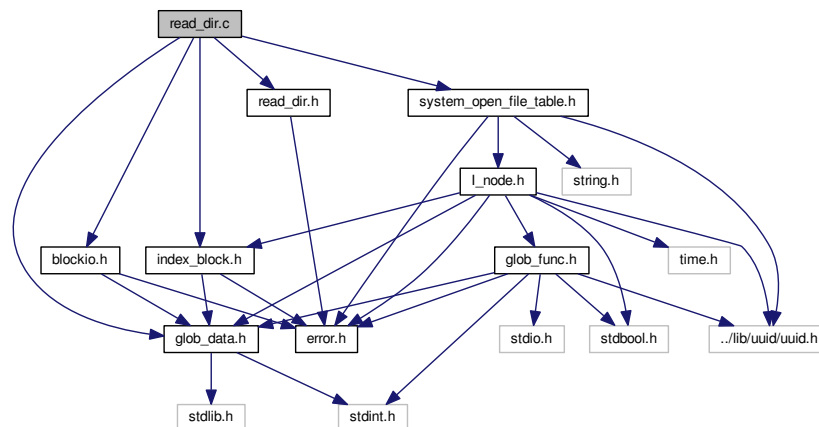 read_dir.c
read_dir.h
system_open_file_table.h
I_node.h
string.h
blockio.h
index_block.h
glob_func.h
time.h
glob_data.h
error.h
stdio.h
stdbool.h
../lib/uuid/uuid.h
stdlib.h
stdint.h